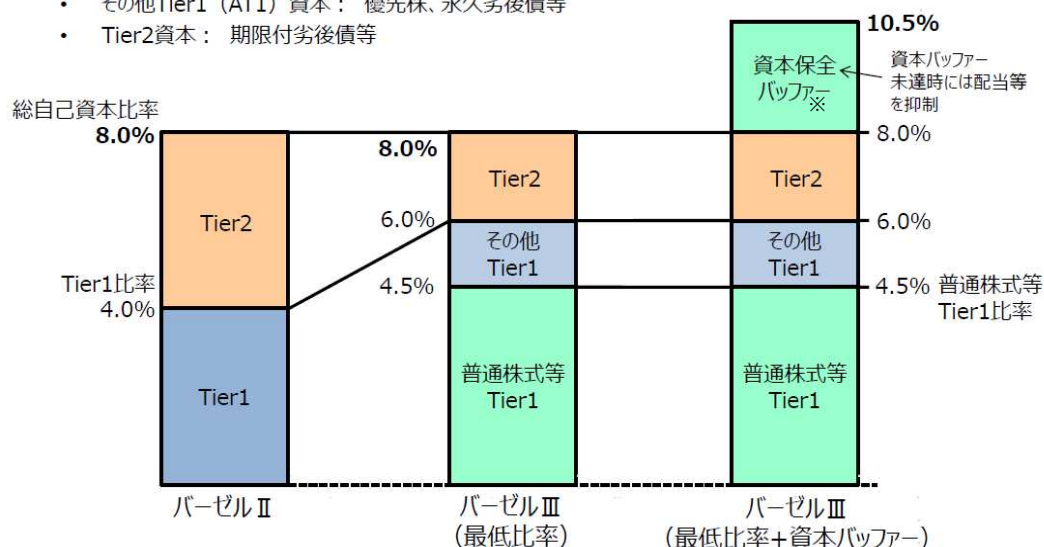 • その他Tier1（AT1）資本： 優先株、永久劣後債等
• Tier2資本： 期限付劣後債等
10.5%
資本保全
バッファー
※
資本バッファー
未達時には配当等
を抑制
総自己資本比率
8.0%
8.0%
8.0%
Tier2
Tier2
Tier2
6.0%
6.0%
その他
Tier1
その他
Tier1
Tier1比率
4.0%
4.5%
4.5%
普通株式等
Tier1比率
Tier1
普通株式等
Tier1
普通株式等
Tier1
バーゼルⅡ
バーゼルⅢ
（最低比率）
バーゼルⅢ
（最低比率+資本バッファー）